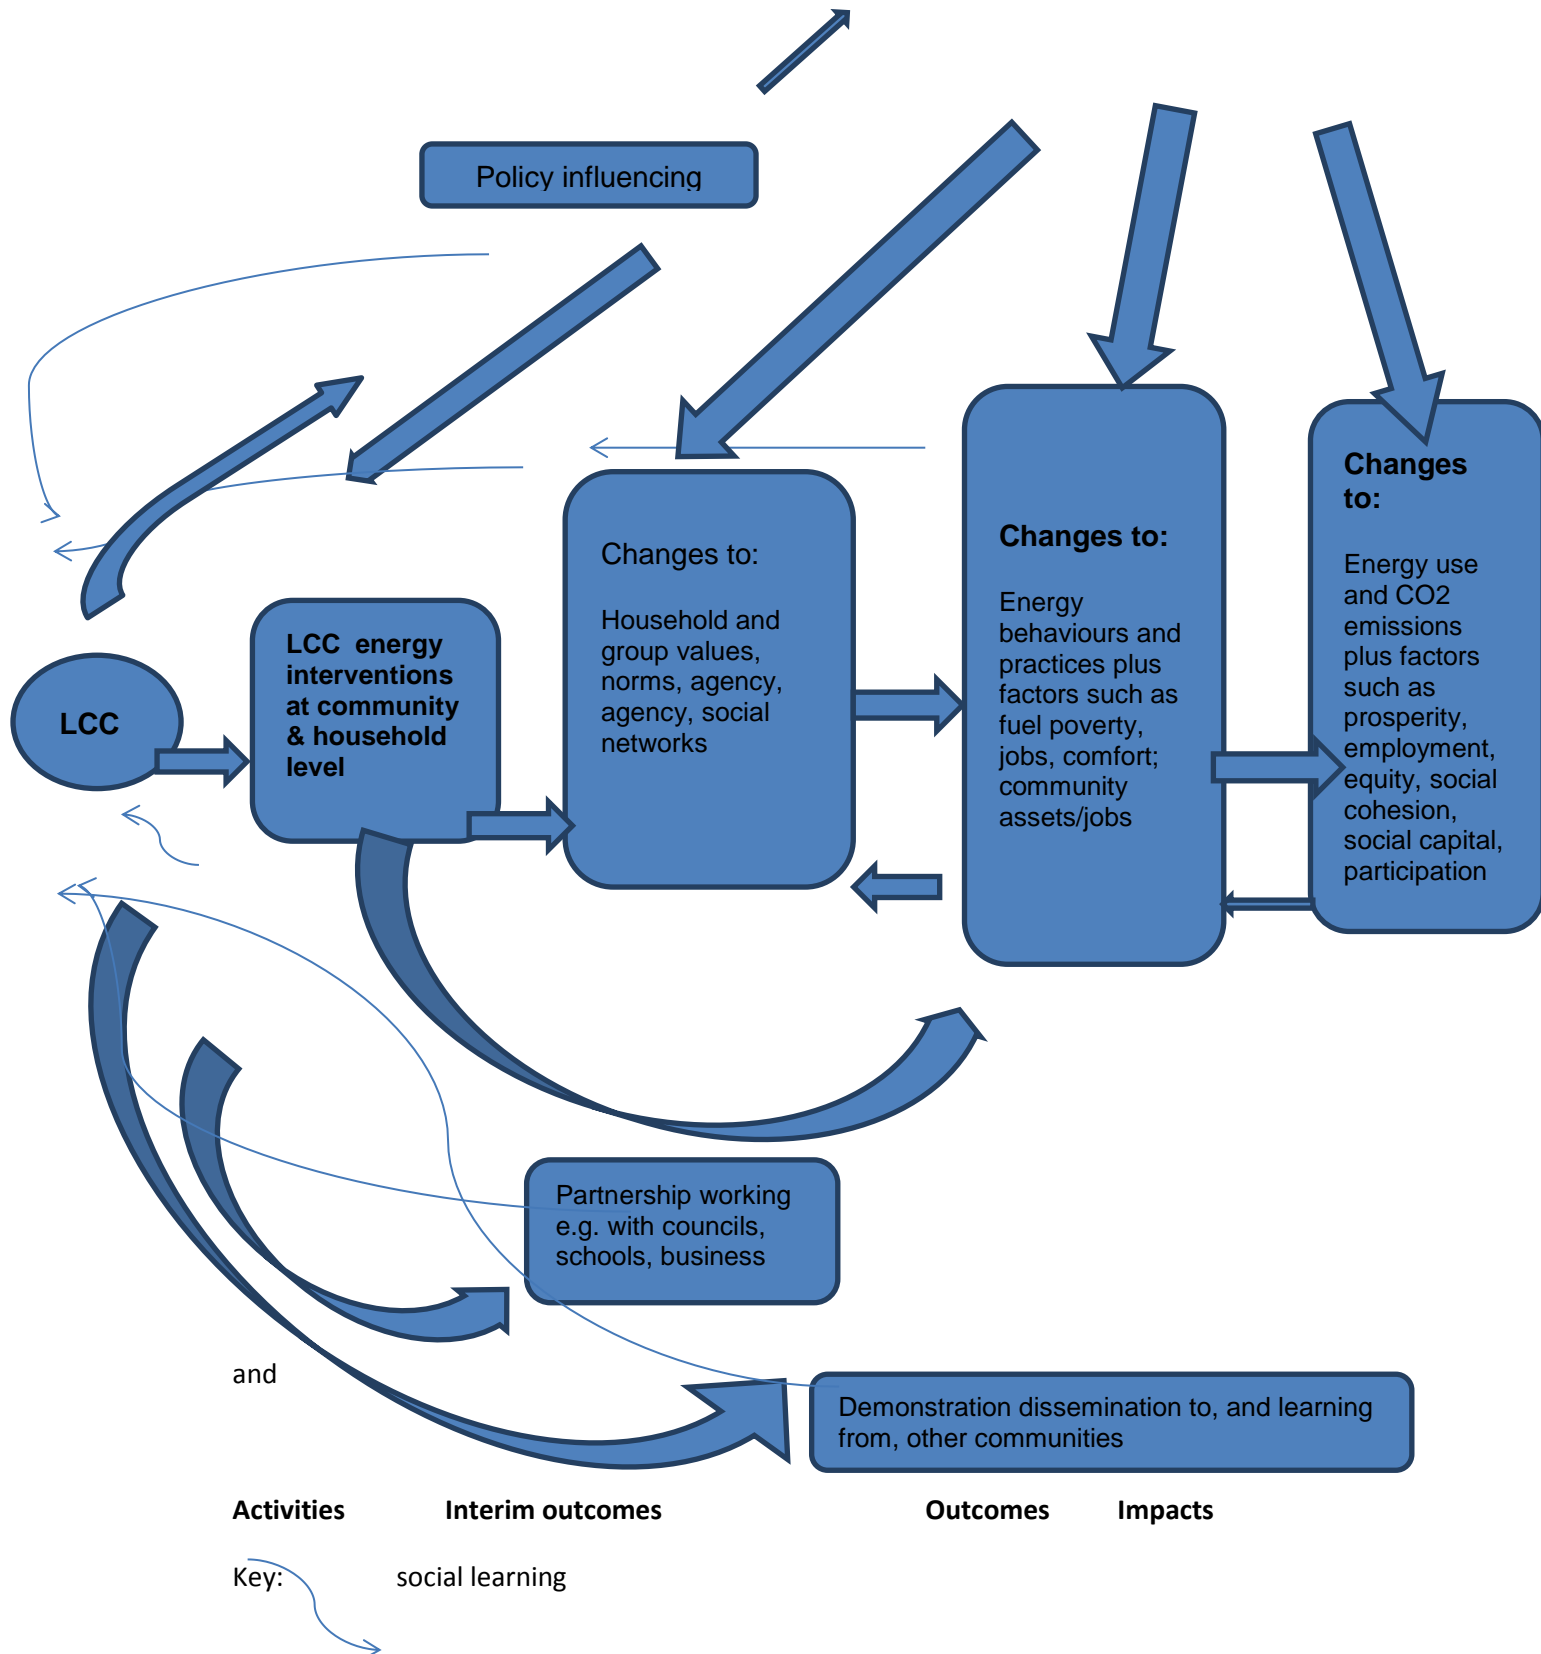 Policy influencing
LCC
LCC energy
interventions
at community
& household
level
Changes to:
Household and
group values,
norms, agency,
agency, social
networks
Changes to:
Energy
behaviours and
practices plus
factors such as
fuel poverty,
jobs, comfort;
community
assets/jobs
Changes
to:
Energy use
and CO2
emissions
plus factors
such as
prosperity,
employment,
equity, social
cohesion,
social capital,
participation
Partnership working
e.g. with councils,
schools, business
and
Demonstration dissemination to, and learning
from, other communities
Activities Interim outcomes Outcomes Impacts
Key: social learning